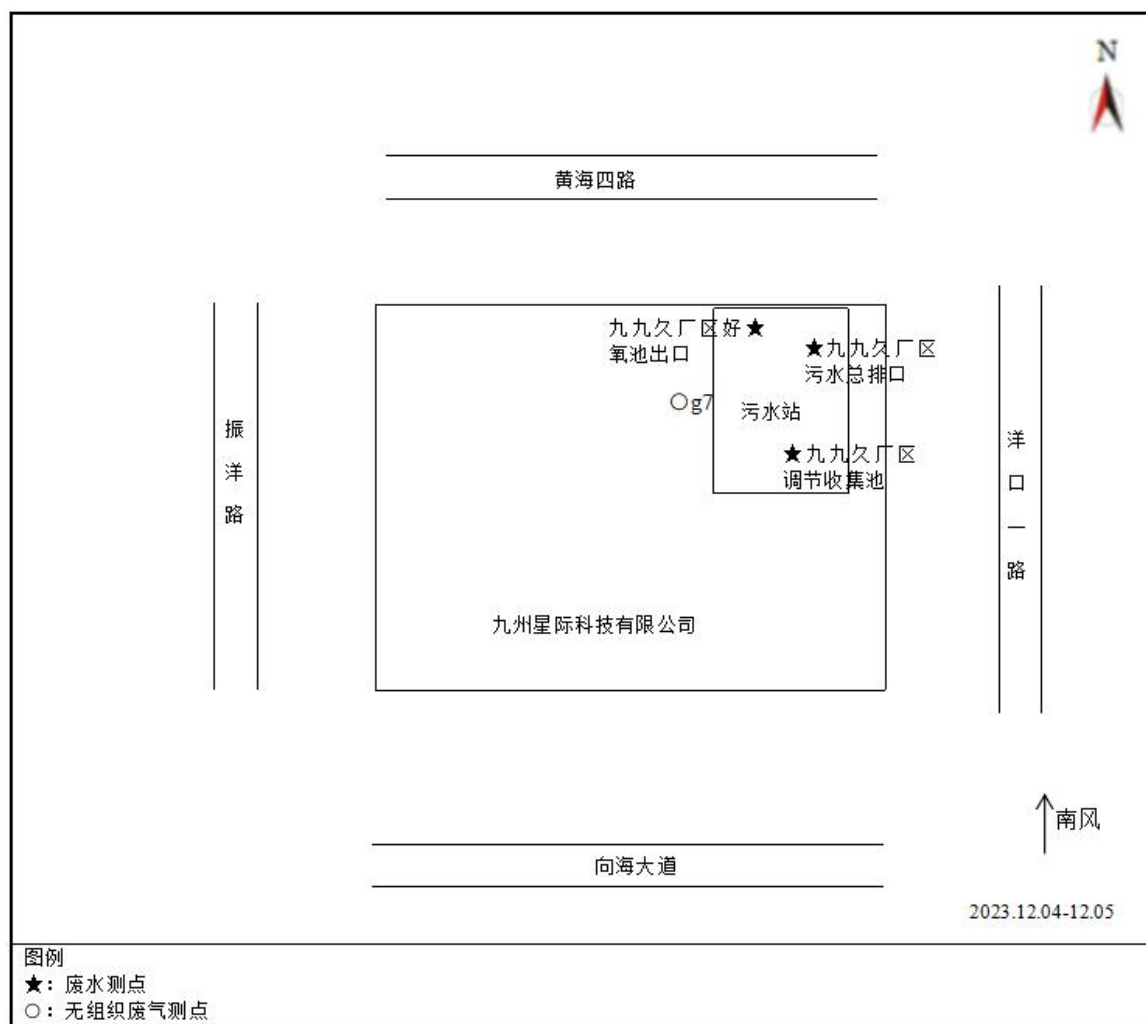 N
黄海四路
九九久厂区好★
氧池出口
★九九久厂区
污水总排口
○g7
污水站
★九九久厂区
调节收集池
振洋路
洋口一路
九州星际科技有限公司
南风
向海大道
2023.12.04-12.05
图例
★：废水测点
○：无组织废气测点